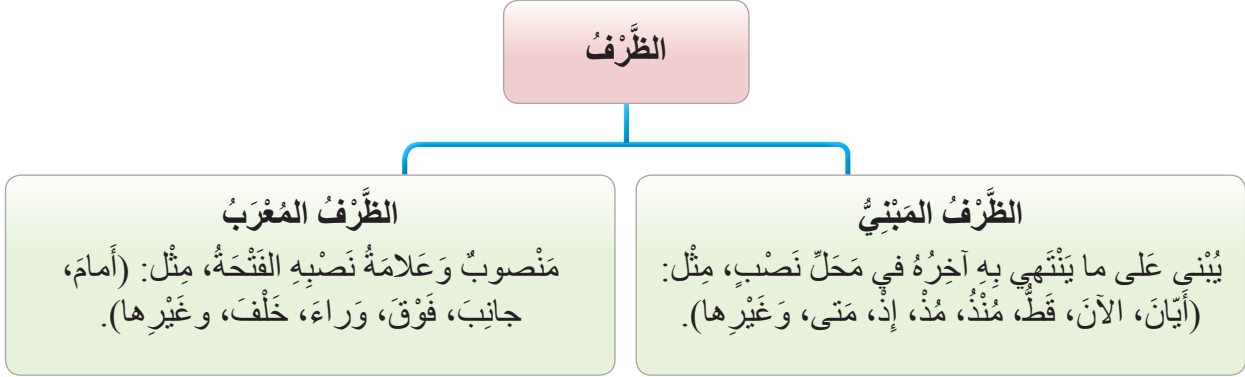 الظَّرْفُ
الظَّرْفُ المَبْنِيُّ
يُبْنى عَلى ما يَنْتَهي بِهِ آخِرُهُ في مَحَلِّ نَصْبٍ، مِثْل:
(أَيّانَ، الآنَ، قَطُّ، مُنْذُ، مُذْ، إِذْ، مَتى، وَغَيْرِها).
الظَّرْفُ المُعْرَبُ
مَنْصوبٌ وَعَلامَةُ نَصْبِهِ الفَتْحَةُ، مِثْل: (أَمامَ،
جانِبَ، فَوْقَ، وَراءَ، خَلْفَ، وغَيْرِها).